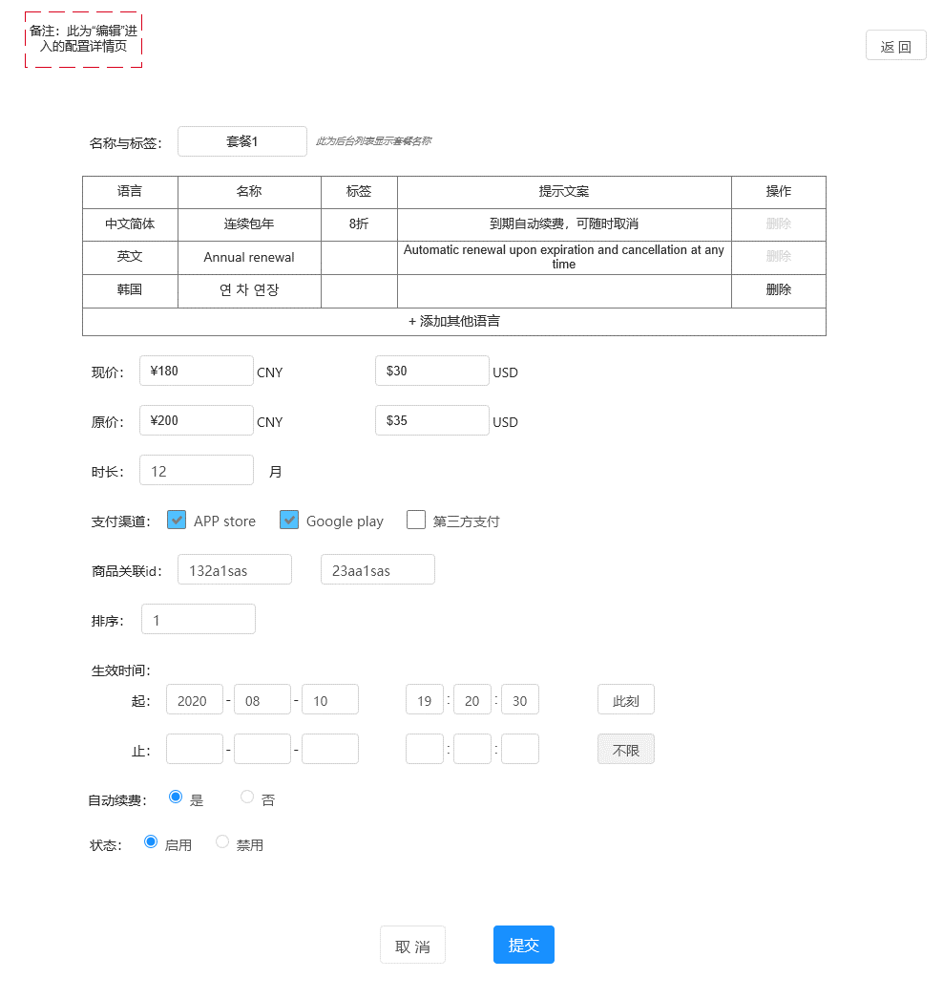 备注：此为“编辑”进
入的配置详情页
返 回
名称与标签： 套餐1 此为后台列表显示套餐名称
语言 名称 标签 提示文案 操作
中文简体 连续包年 8折 到期自动续费，可随时取消 删除
英文 Annual renewal Automatic renewal upon expiration and cancellation at any
time 删除
韩国 연 차 연장 删除
+ 添加其他语言
现价： ¥180 CNY $30 USD
原价： ¥200 CNY $35 USD
时长： 12 月
支付渠道： APP store Google play 第三方支付
商品关联id： 132a1sas 23aa1sas
排序： 1
生效时间：
起： 2020 - 08 - 10 19 : 20 : 30 此刻
止： - - : : 不限
自动续费： 是 否
状态： 启用 禁用
取 消 提交